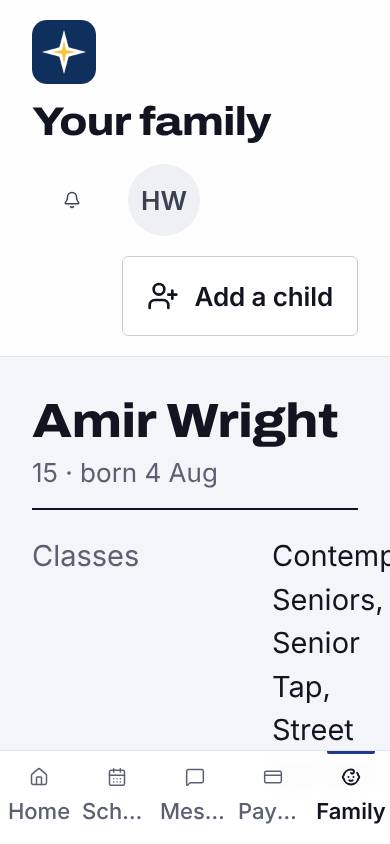 Your family
HW
Add a child
Amir Wright
15 · born 4 Aug
Classes
Contemp
Seniors,
Senior
Tap,
Street
Home Sch... Mes... Pay... Family